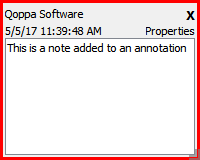 Qoppa Software X
5/5/17 11:39:48 AM Properties
This is a note added to an annotation